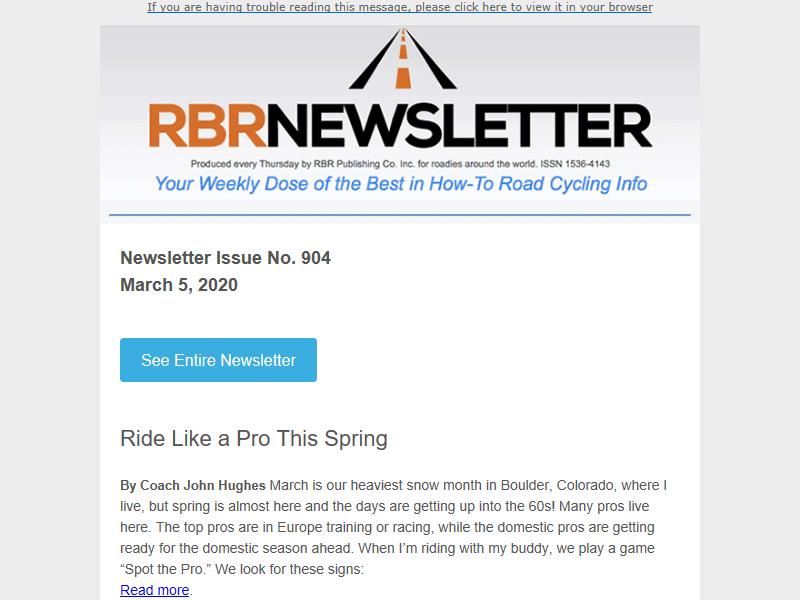 If you are having trouble reading this message, please click here to view it in your browser
RBRNEWSLETTER
Produced every Thursday by RBR Publishing Co. Inc. for roadies around the world. ISSN 1536-4143
Your Weekly Dose of the Best in How-To Road Cycling Info
Newsletter Issue No. 904
March 5, 2020
See Entire Newsletter
Ride Like a Pro This Spring
By Coach John Hughes March is our heaviest snow month in Boulder, Colorado, where I
live, but spring is almost here and the days are getting up into the 60s! Many pros live
here. The top pros are in Europe training or racing, while the domestic pros are getting
ready for the domestic season ahead. When I’m riding with my buddy, we play a game
“Spot the Pro.” We look for these signs:
Read more.